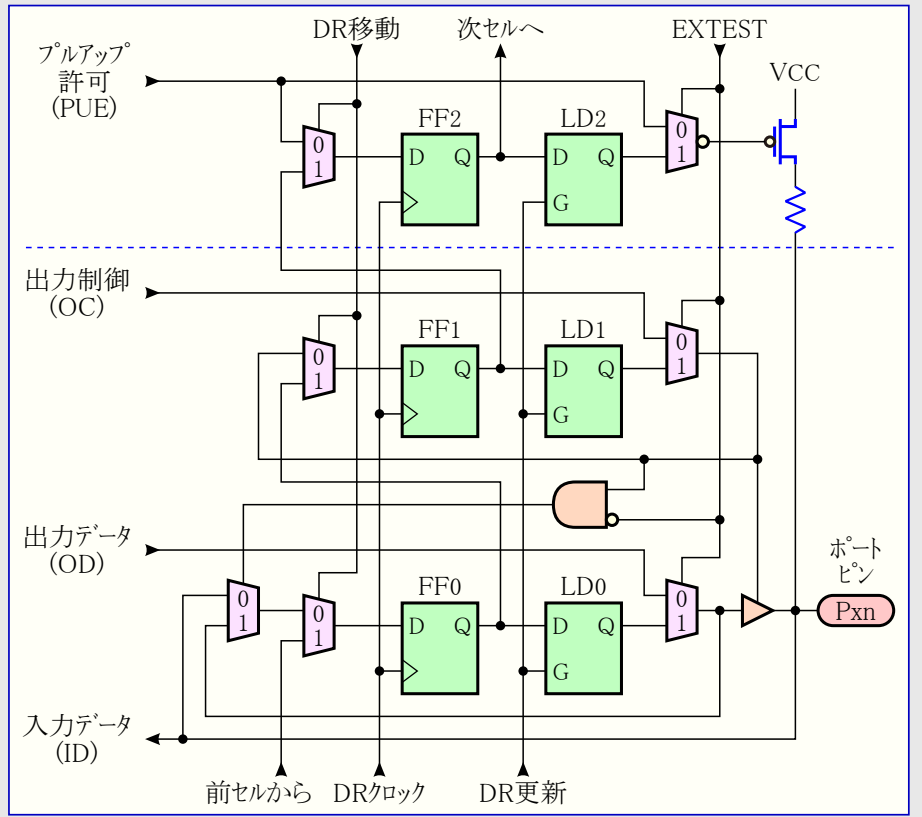 DR移動
次セルへ
EXTEST
プルアップ
許可
(PUE)
VCC
FF2
LD2
0
1
D
Q
D
Q
G
0
1
出力制御
(OC)
FF1
LD1
0
1
D
Q
D
Q
G
0
1
出力データ
(OD)
ポート
ピン
FF0
LD0
0
1
0
1
D
Q
D
Q
G
0
1
Pxn
入力データ
(ID)
前セルから
DRクロック
DR更新